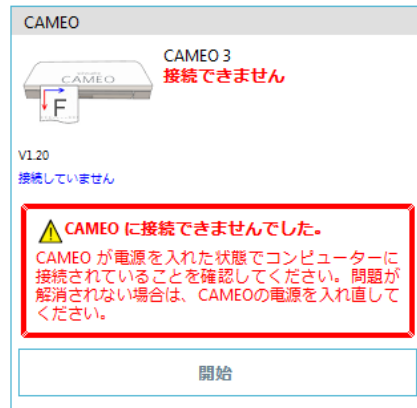 CAMEO
CAMEO 3
接続できません
CAMEO
F
V1.20
接続していません
CAMEO に接続できませんでした。
CAMEO が電源を入れた状態でコンピューターに
接続されていることを確認してください。問題が
解消されない場合は、CAMEOの電源を入れ直して
ください。
開始